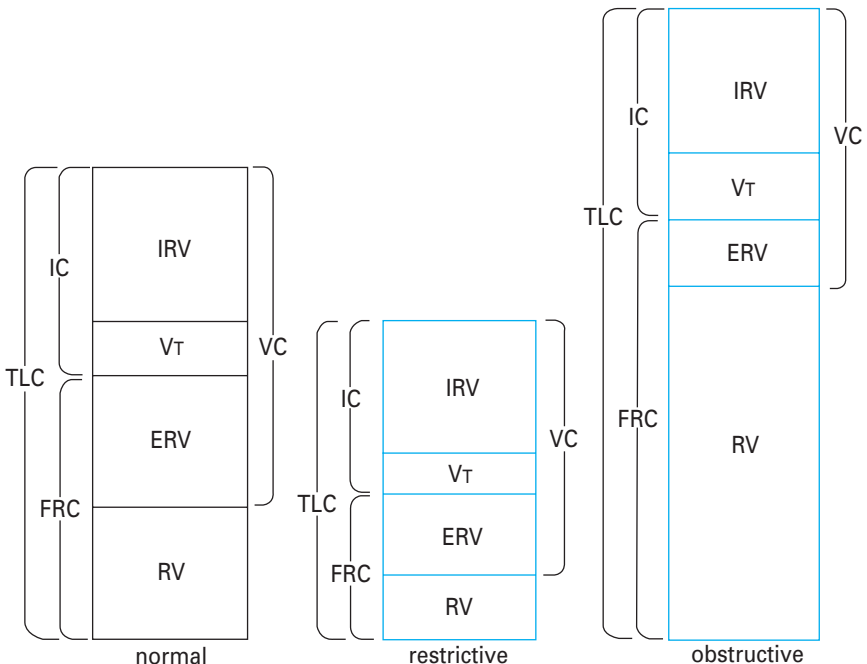 IRV
IC
VT
TLC
VC
ERV
FRC
RV
normal
IRV
IC
VC
VT
TLC
ERV
FRC
RV
restrictive
IRV
IC
VC
VT
TLC
ERV
FRC
RV
obstructive